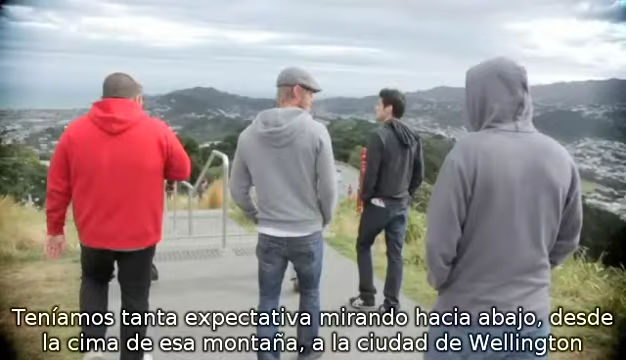 Teníamos tanta expectativa mirando hacia abajo, desde
la cima de esa montaña, a la ciudad de Wellington